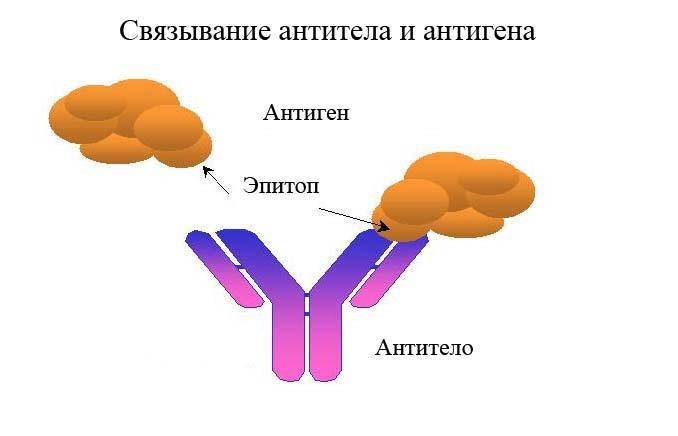 Связывание антитела и антигена
Антиген
Эпитоп
Антитело